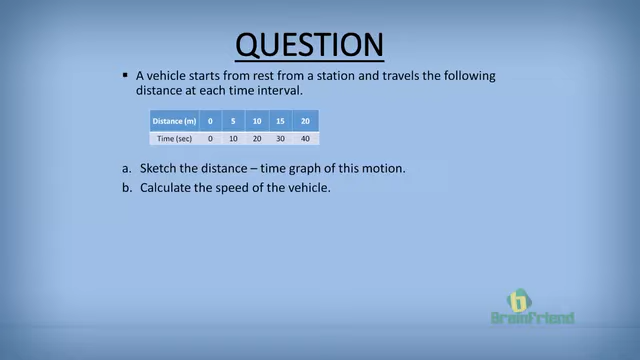 QUESTION
▪ A vehicle starts from rest from a station and travels the following
distance at each time interval.
Distance (m) 0 5 10 15 20
Time (sec) 0 10 20 30 40
a. Sketch the distance – time graph of this motion.
b. Calculate the speed of the vehicle.
b
BrainFriend